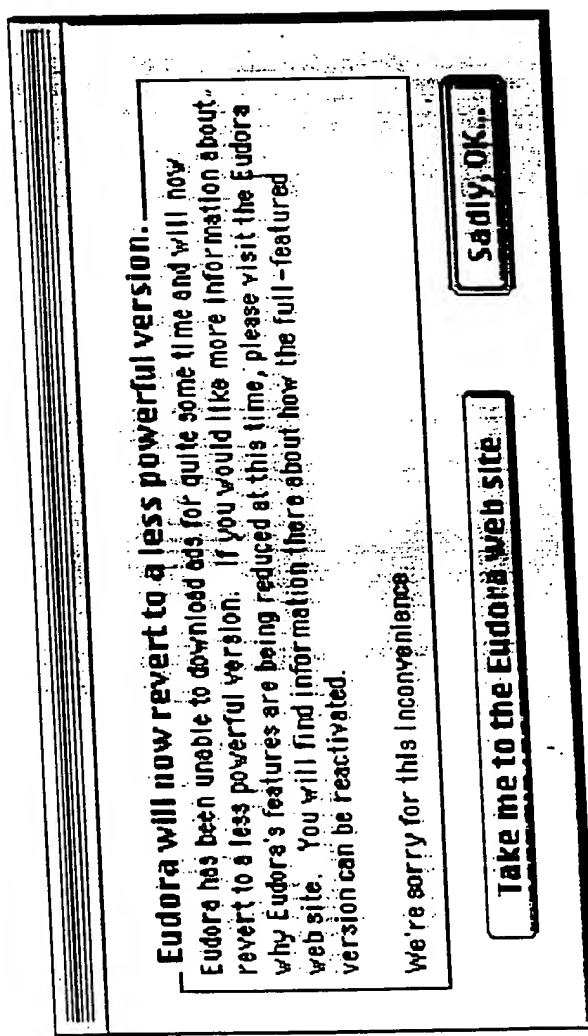 Eudora will now revert to a less powerful version.
Eudora has been unable to download ads for quite some time and will now
revert to a less powerful version. If you would like more information about
why Eudora's features are being reduced at this time, please visit the Eudora
web site. You will find information there about how the full-featured
version can be reactivated.
We're sorry for this inconvenience.
Take me to the Eudora web site
Sadly, OK...